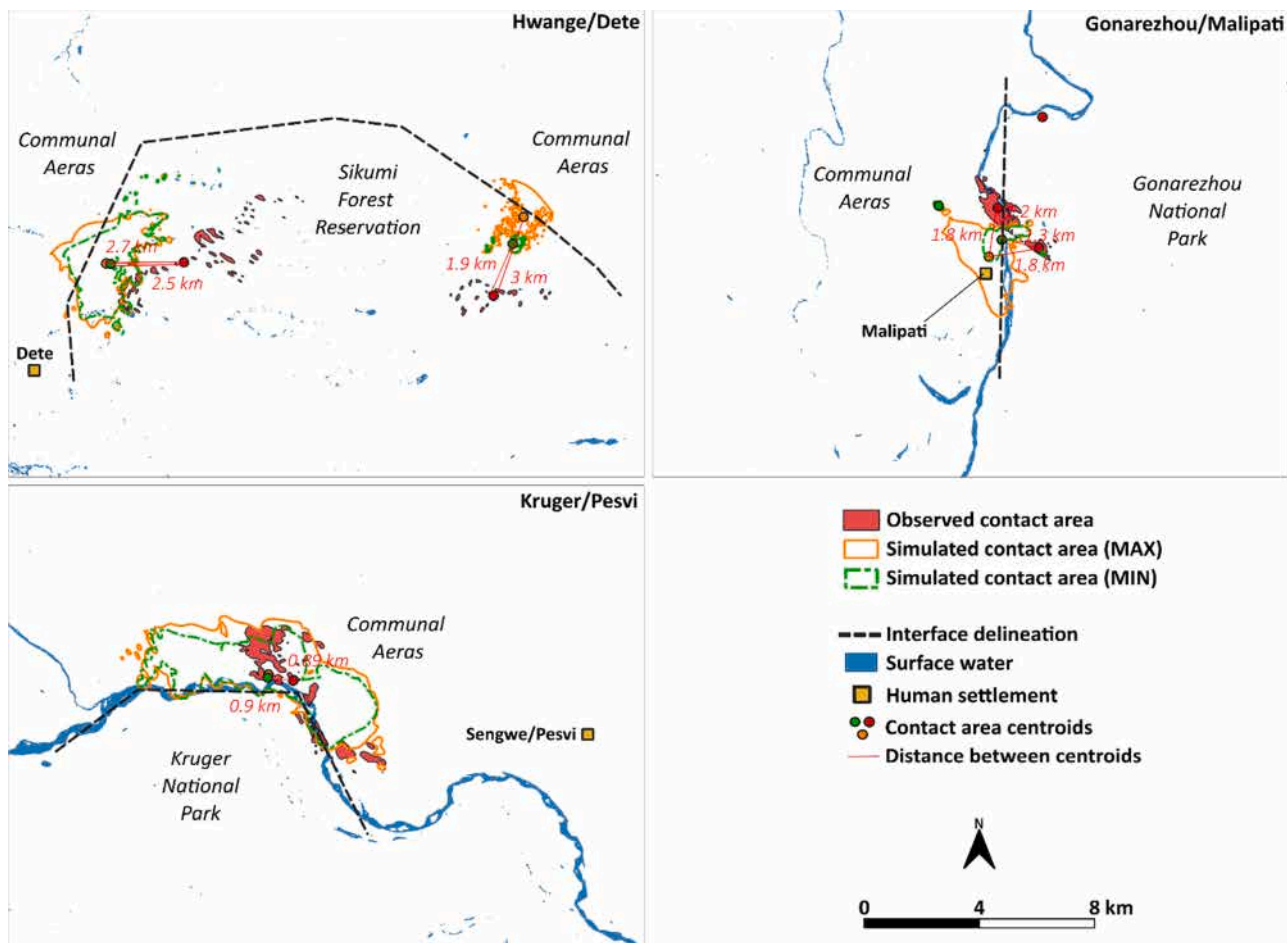 Hwange/Dete
Communal
Aeras
Sikumi
Forest
Reservation
Communal
Aeras
2.7 km
2.5 km
1.9 km
3 km
Dete
Gonarezhou/Malipati
Communal
Aeras
Gonarezhou
National
Park
2 km
1.8 km
3 km
1.8 km
Malipati
Kruger/Pesvi
Communal
Aeras
0.89 km
0.9 km
Sengwe/Pesvi
Kruger
National
Park
Observed contact area
Simulated contact area (MAX)
Simulated contact area (MIN)
Interface delineation
Surface water
Human settlement
Contact area centroids
Distance between centroids
N
0 4 8 km